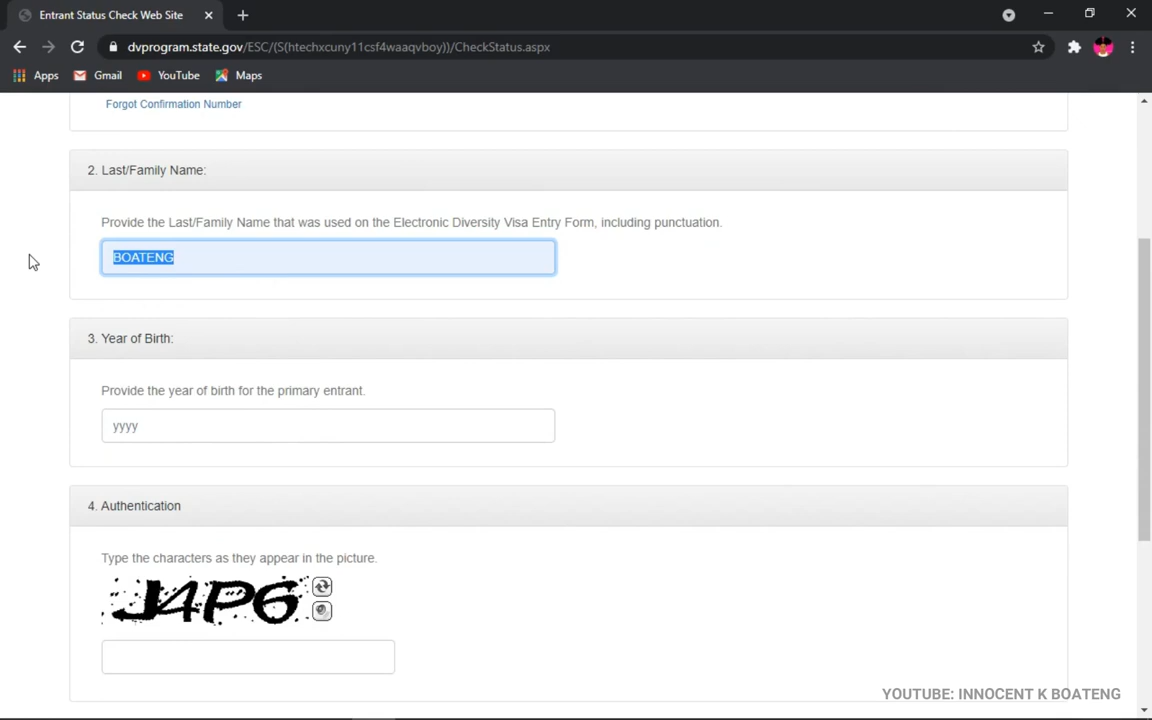 Entrant Status Check Web Site
dvprogram.state.gov/ESC/(S(htechxcuny11csf4waaqvboy))/CheckStatus.aspx
Apps Gmail YouTube Maps
Forgot Confirmation Number
2. Last/Family Name:
Provide the Last/Family Name that was used on the Electronic Diversity Visa Entry Form, including punctuation.
BOATENG
3. Year of Birth:
Provide the year of birth for the primary entrant.
yyyy
4. Authentication
Type the characters as they appear in the picture.
J4P6
YOUTUBE: INNOCENT K BOATENG